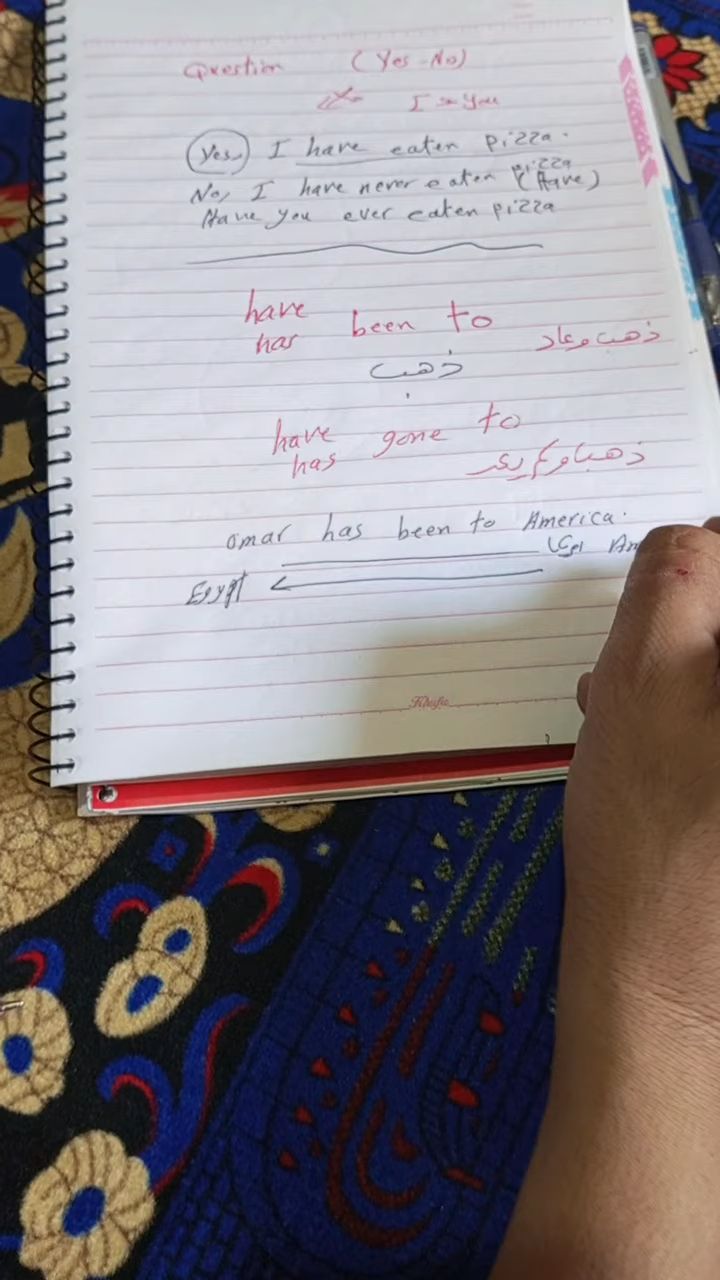 Question (Yes - No)
I → You
Yes, I have eaten pizza.
pizza
No, I have never eaten (Have)
Have you ever eaten pizza
have
has been to
ذهب وعاد
ذهب
have
has gone to
ذهب ولم يعد
omar has been to America.
Am
Egypt